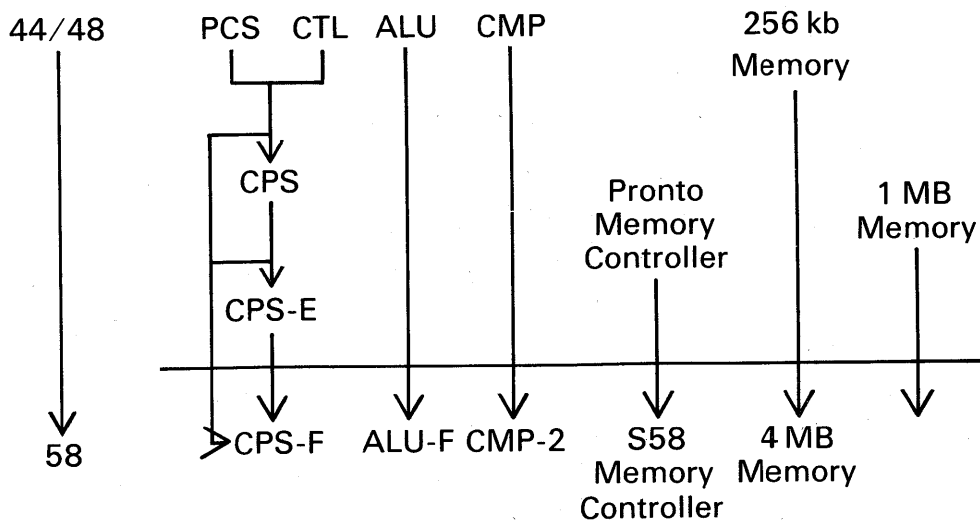 44/48 PCS CTL ALU CMP 256 kb
Memory
CPS
Pronto
Memory
Controller
1 MB
Memory
CPS-E
58 CPS-F ALU-F CMP-2 S58
Memory
Controller
4 MB
Memory